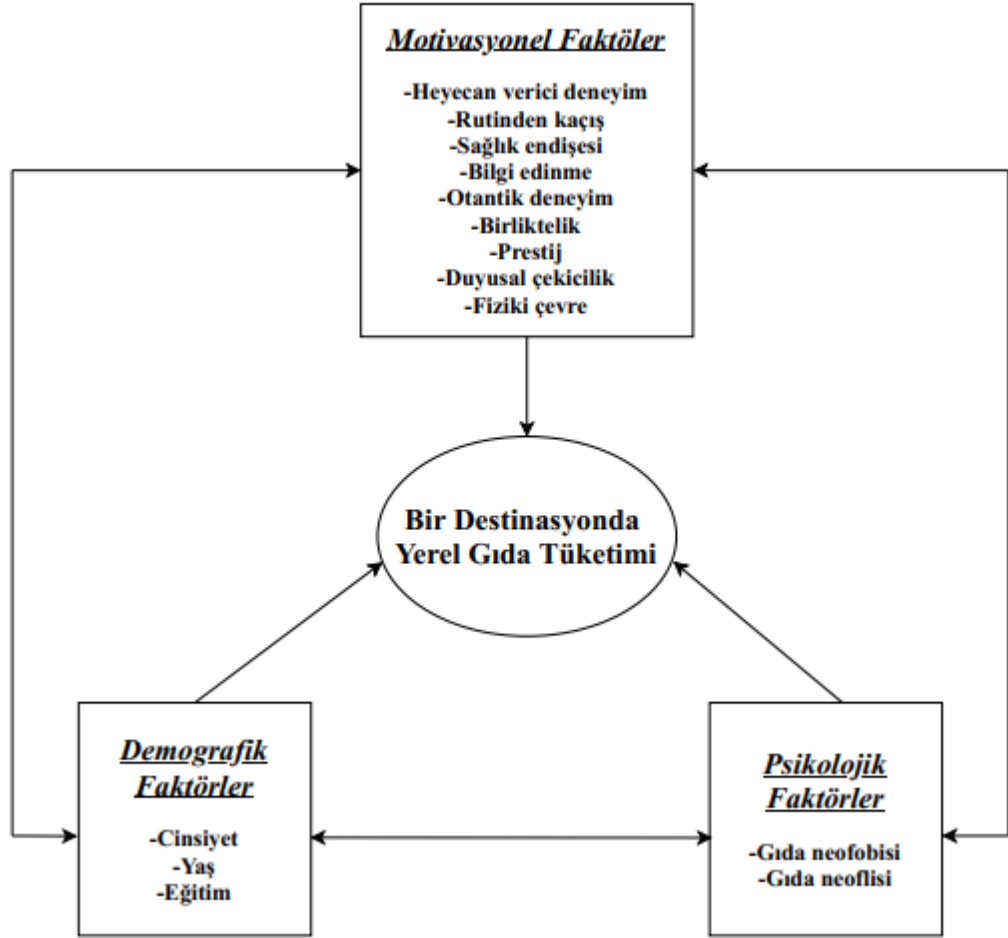 Motivasyonel Faktöler
-Heyecan verici deneyim
-Rutinden kaçış
-Sağlık endişesi
-Bilgi edinme
-Otantik deneyim
-Birliktelik
-Prestij
-Duyusal çekicilik
-Fiziki çevre
Bir Destinasyonda
Yerel Gıda Tüketimi
Demografik
Faktörler
-Cinsiyet
-Yaş
-Eğitim
Psikolojik
Faktörler
-Gıda neofobisi
-Gıda neoflisi